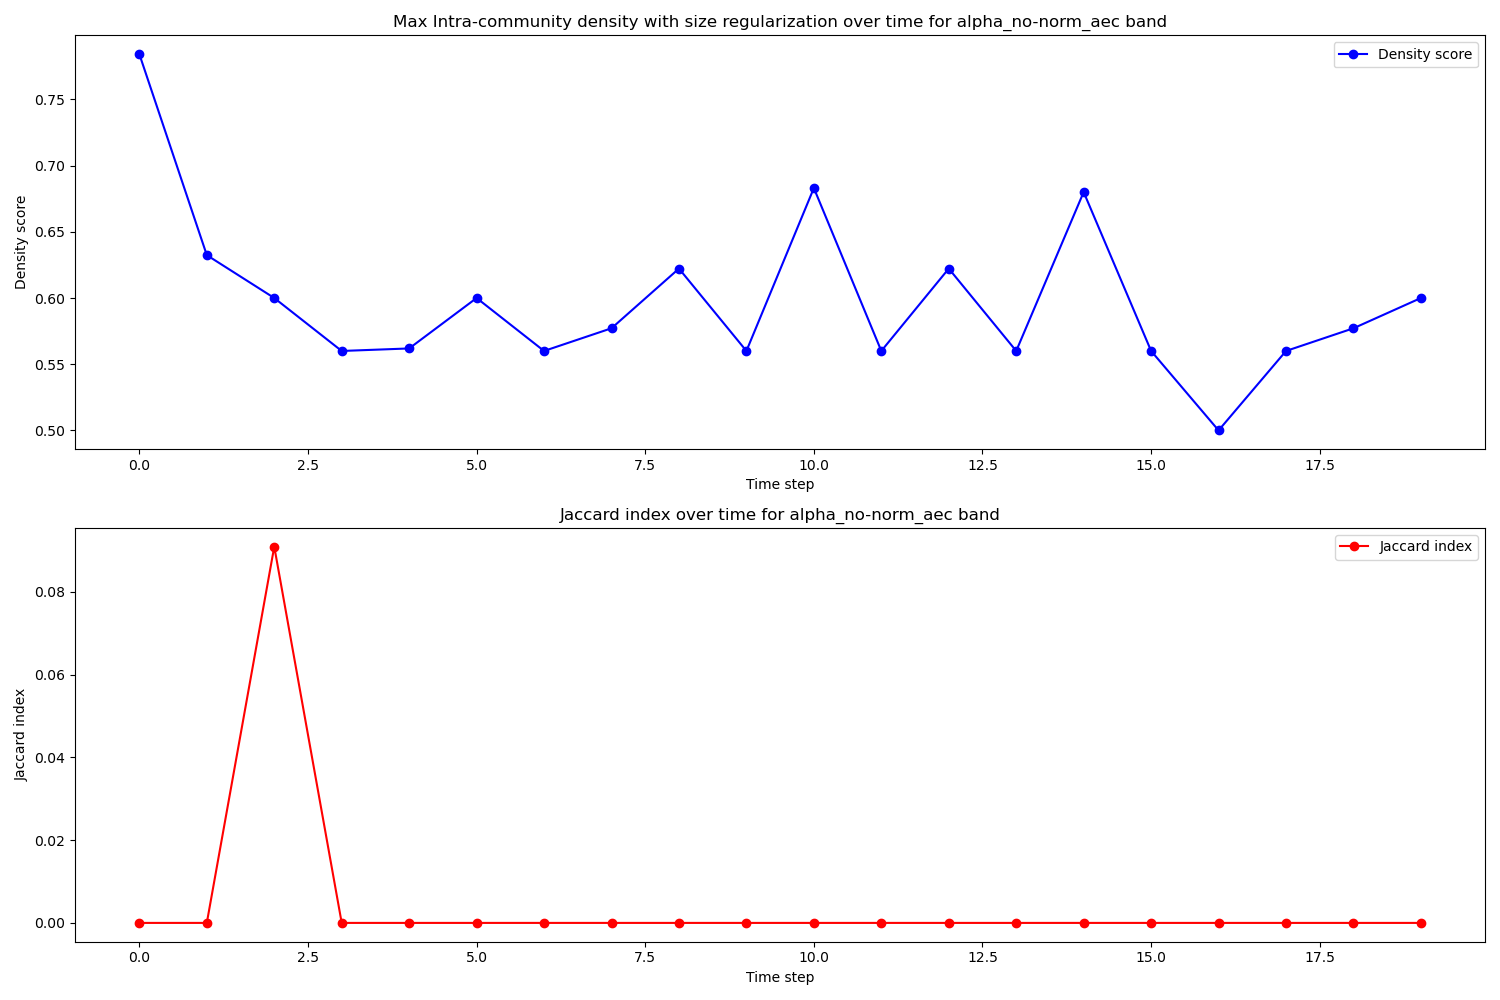 Max Intra-community density with size regularization over time for alpha_no-norm_aec band
Density score
0.75
0.70
0.65
0.60
0.55
0.50
Density score
0.0 2.5 5.0 7.5 10.0 12.5 15.0 17.5
Time step
Jaccard index over time for alpha_no-norm_aec band
Jaccard index
0.08
0.06
0.04
0.02
0.00
Jaccard index
0.0 2.5 5.0 7.5 10.0 12.5 15.0 17.5
Time step